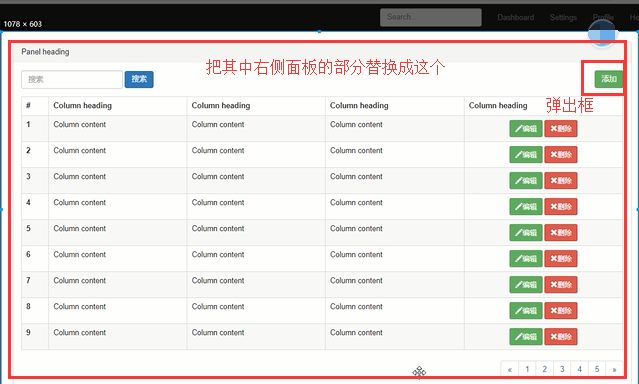 1078 × 603
Search...
Dashboard
Settings
Profile
He
Panel heading
把其中右侧面板的部分替换成这个
搜索
搜索
添加
弹出框
# Column heading Column heading Column heading Column heading
1 Column content Column content Column content 编辑 删除
2 Column content Column content Column content 编辑 删除
3 Column content Column content Column content 编辑 删除
4 Column content Column content Column content 编辑 删除
5 Column content Column content Column content 编辑 删除
6 Column content Column content Column content 编辑 删除
7 Column content Column content Column content 编辑 删除
8 Column content Column content Column content 编辑 删除
9 Column content Column content Column content 编辑 删除
« 1 2 3 4 5 »